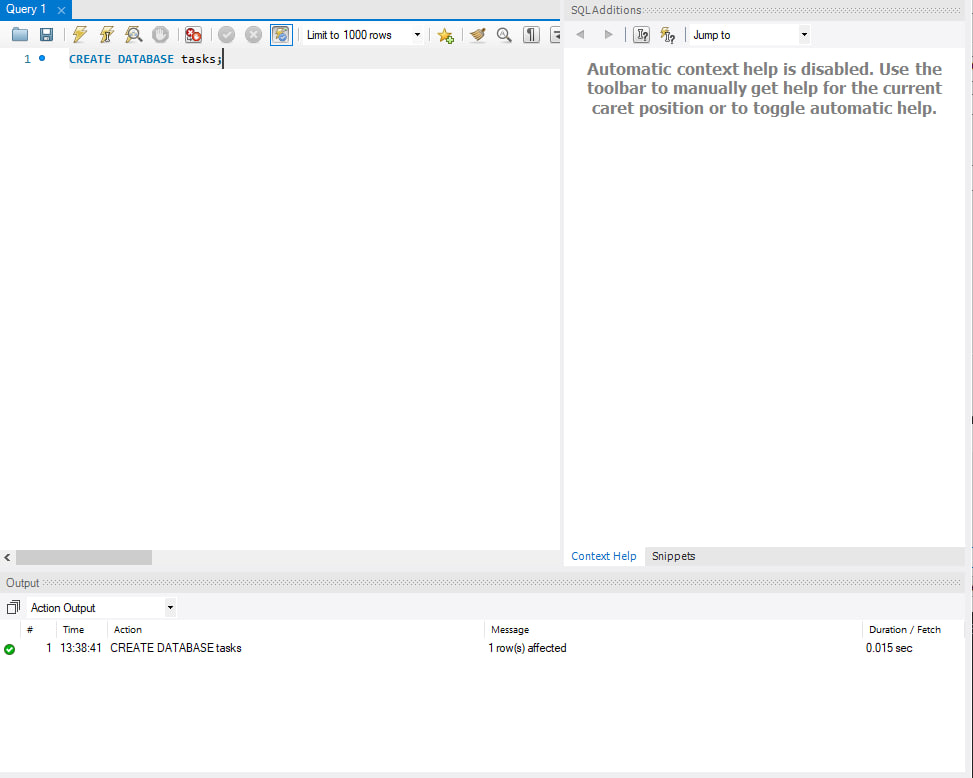 Query 1
SQLAdditions
Limit to 1000 rows
Jump to
1 CREATE DATABASE tasks;
Automatic context help is disabled. Use the
toolbar to manually get help for the current
caret position or to toggle automatic help.
Context Help Snippets
Output
Action Output
# Time Action Message Duration / Fetch
1 13:38:41 CREATE DATABASE tasks 1 row(s) affected 0.015 sec